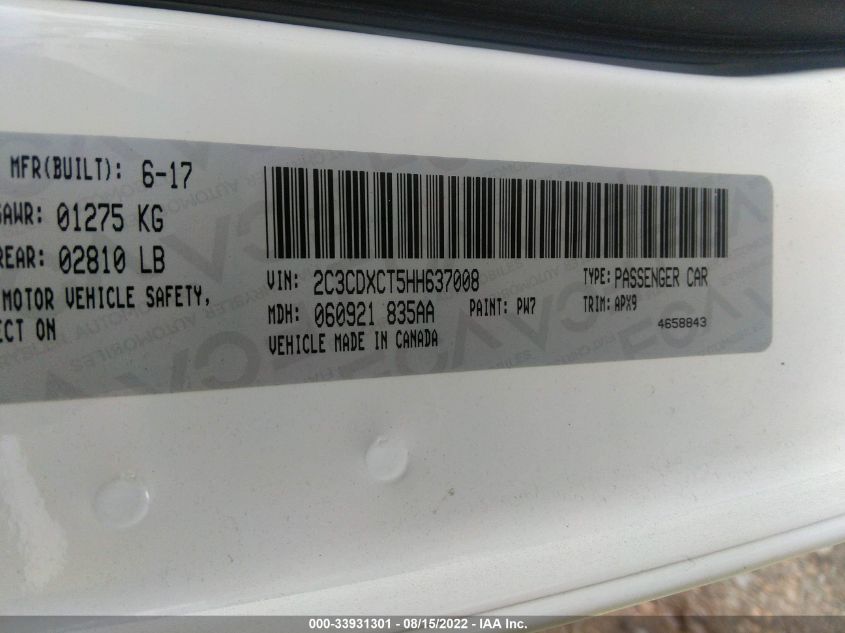 MFR(BUILT): 6-17
GAWR: 01275 KG
REAR: 02810 LB
MOTOR VEHICLE SAFETY,
ECT ON
VIN: 2C3CDXCT5HH637008 TYPE: PASSENGER CAR
MDH: 060921 835AA PAINT: PW7 TRIM: APX9
VEHICLE MADE IN CANADA 4658843
000-33931301 - 08/15/2022 - IAA Inc.